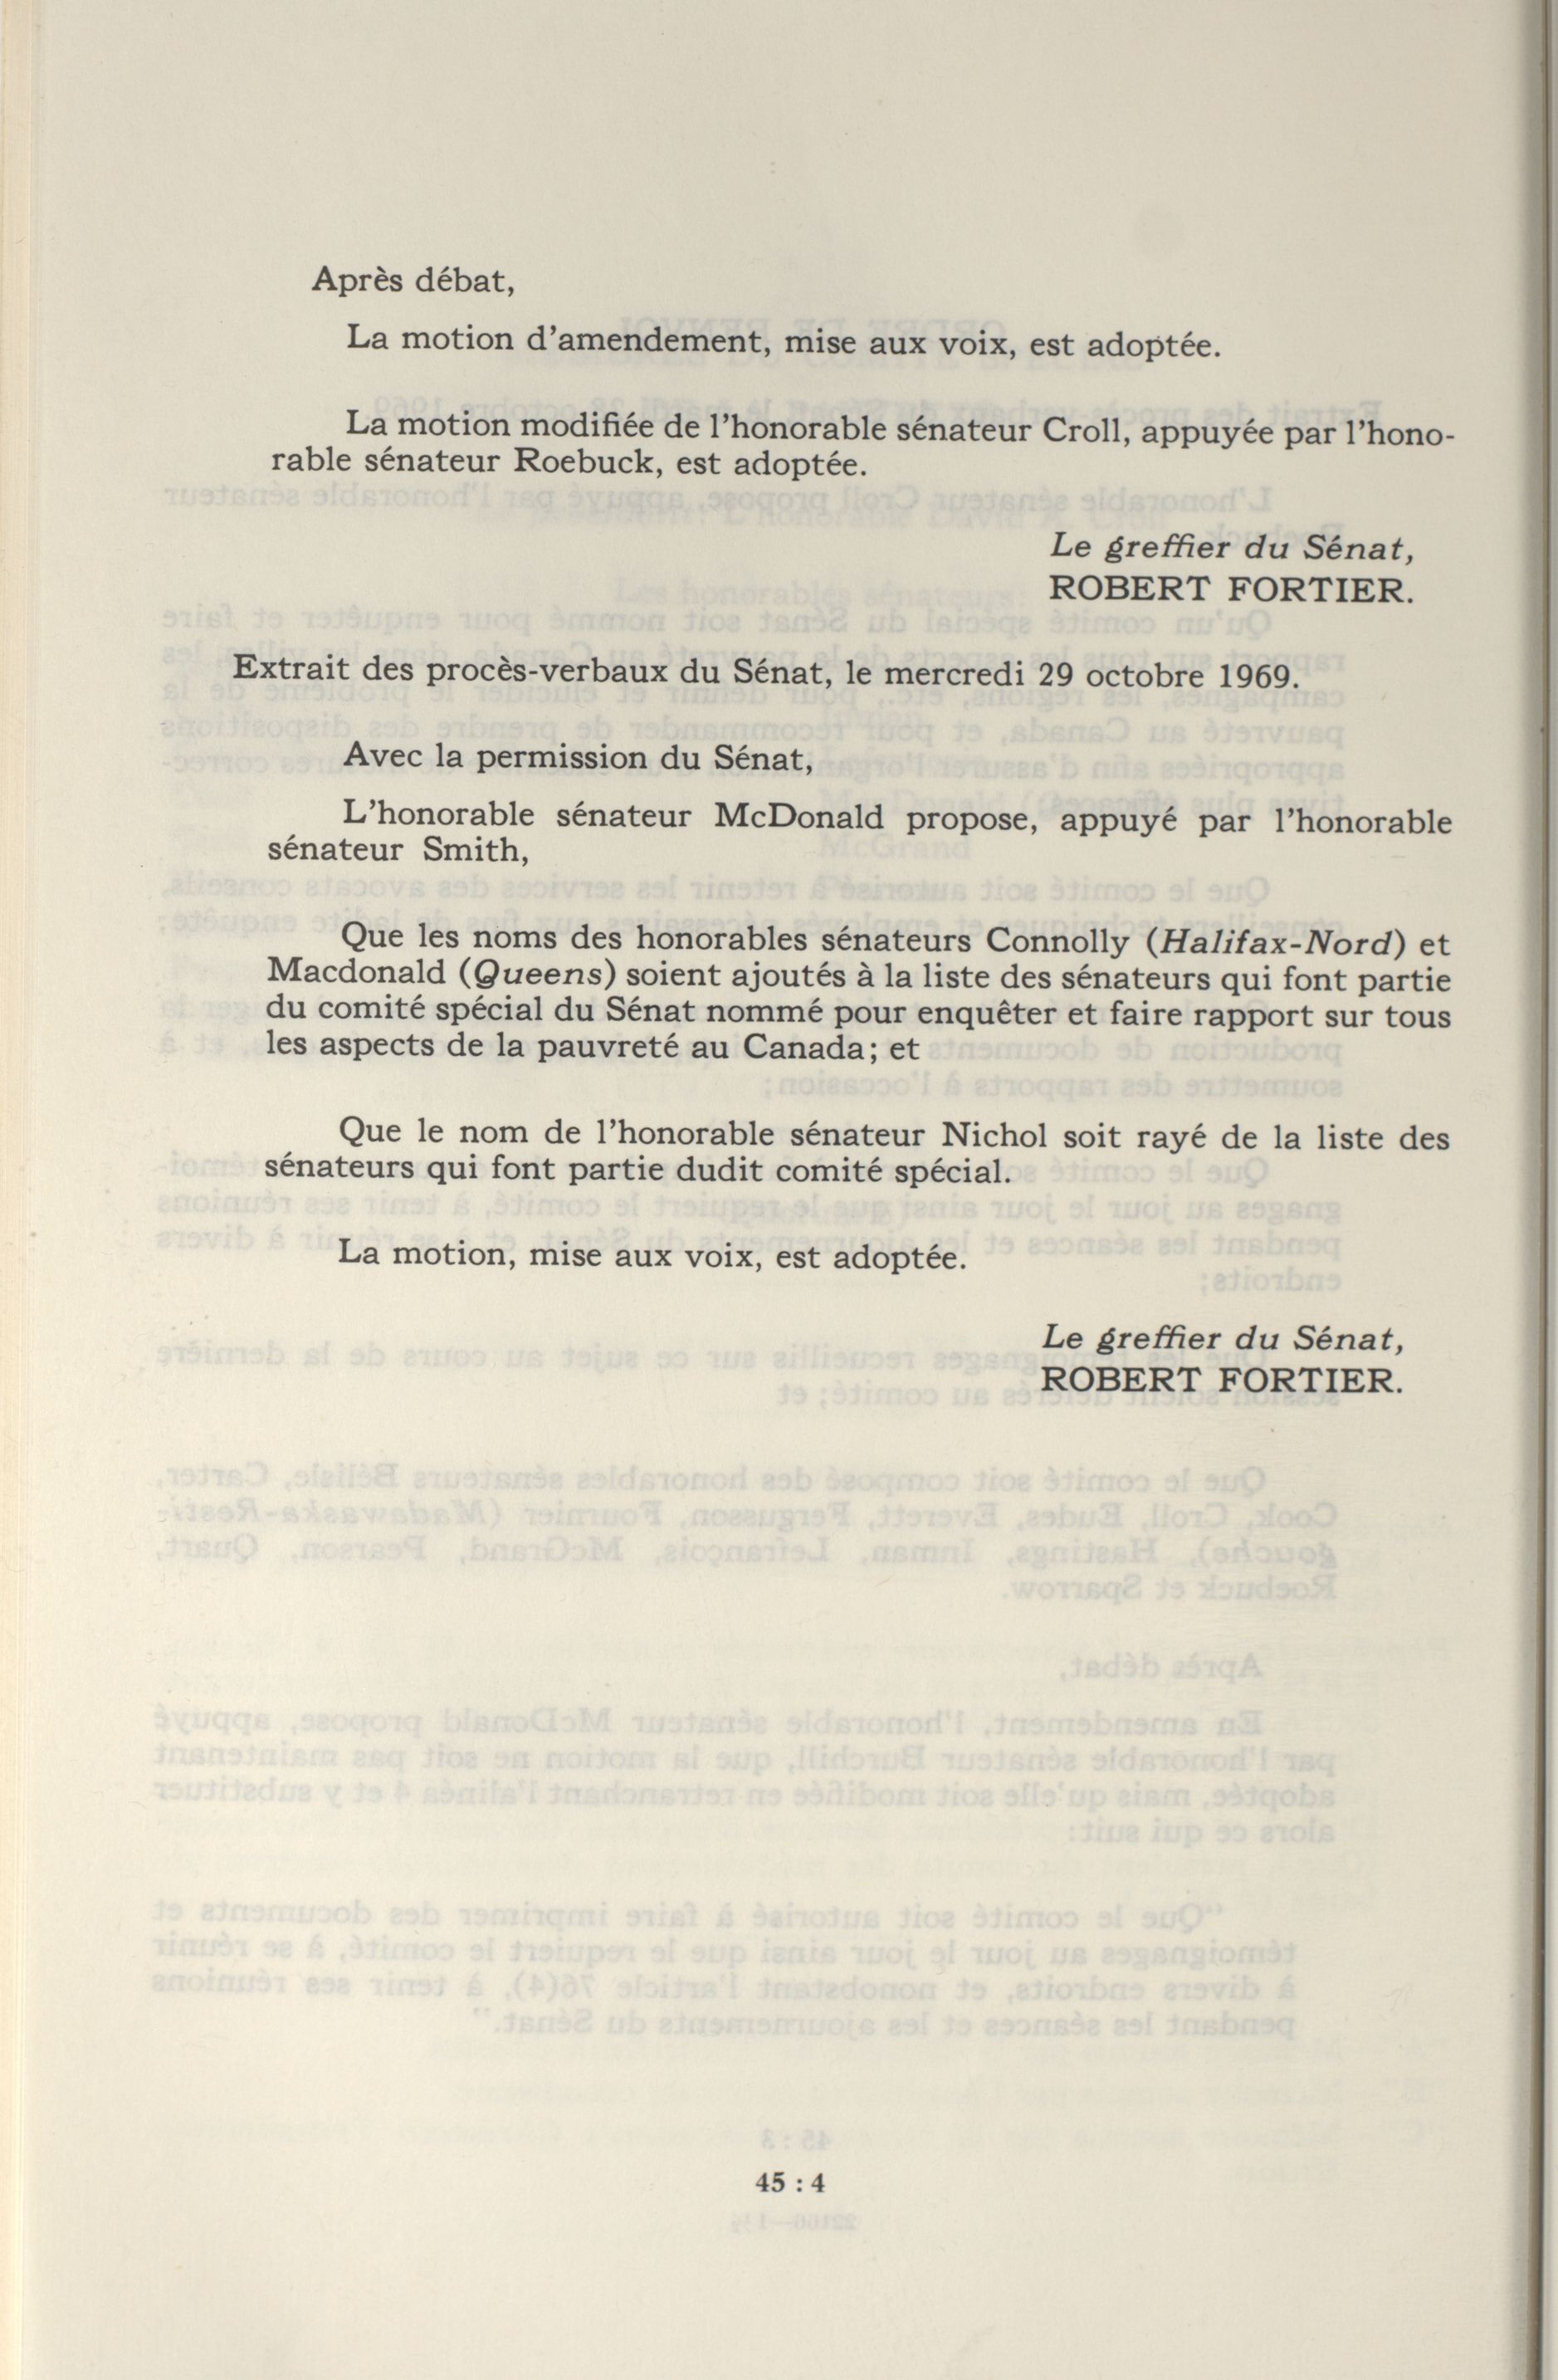 Après débat,
La motion d'amendement, mise aux voix, est adoptée.
La motion modifiée de l'honorable sénateur Croll, appuyée par l'hono-
rable sénateur Roebuck, est adoptée.
Le greffier du Sénat,
ROBERT FORTIER.
Extrait des procès-verbaux du Sénat, le mercredi 29 octobre 1969.
Avec la permission du Sénat,
L'honorable sénateur McDonald propose, appuyé par l'honorable
sénateur Smith,
Que les noms des honorables sénateurs Connolly (Halifax-Nord) et
Macdonald (Queens) soient ajoutés à la liste des sénateurs qui font partie
du comité spécial du Sénat nommé pour enquêter et faire rapport sur tous
les aspects de la pauvreté au Canada; et
Que le nom de l'honorable sénateur Nichol soit rayé de la liste des
sénateurs qui font partie dudit comité spécial.
La motion, mise aux voix, est adoptée.
Le greffier du Sénat,
ROBERT FORTIER.
45 : 4